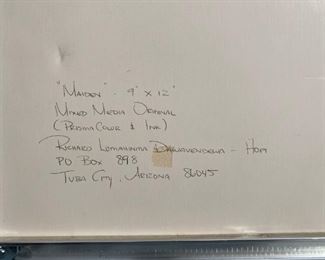 "Maiden" - 9" x 12"
Mixed Media Original
(PrismaColor & Ink)
Richard Lomahinma Dawavendewa - Hopi
PO Box 898
Tuba City, Arizona 86045